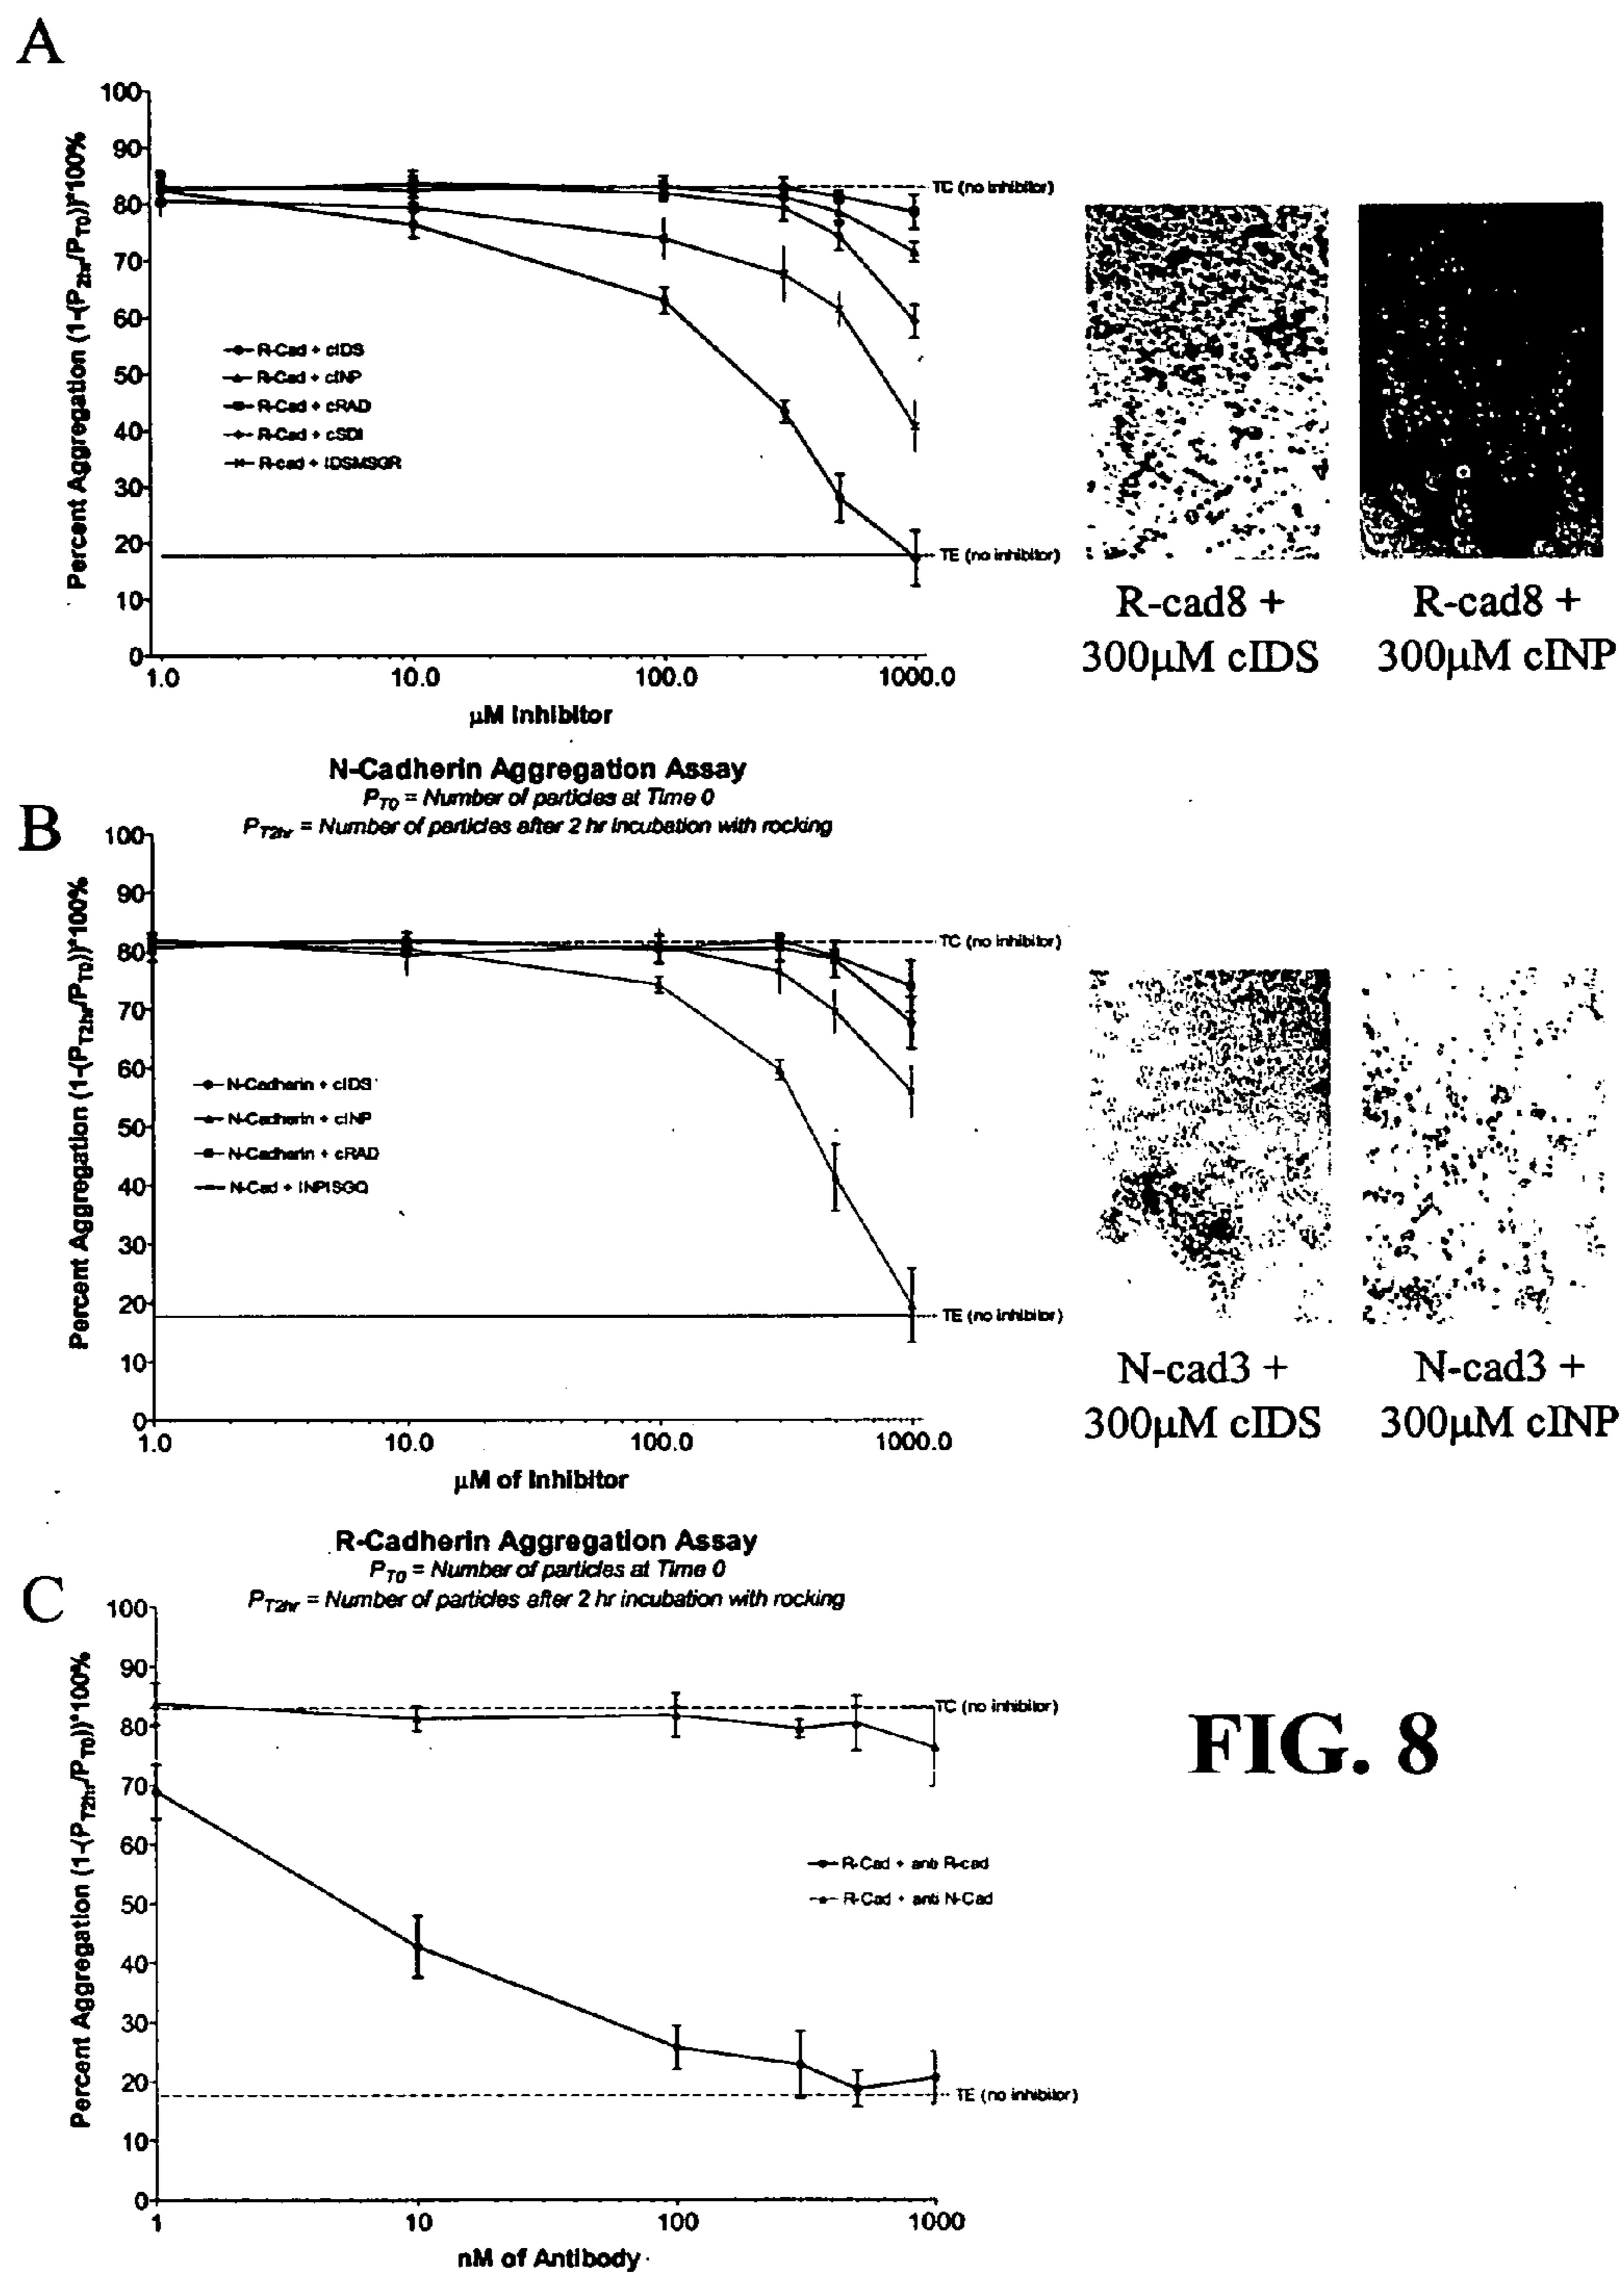 A
Percent Aggregation (1-(P2hr/PT0))*100%
100
90
80
70
60
50
40
30
20
10
0
TC (no inhibitor)
R-Cad + cIDS
R-Cad + cINP
R-Cad + cRAD
R-Cad + cSDI
R-cad + IDSMSGR
TE (no inhibitor)
1.0 10.0 100.0 1000.0
µM Inhibitor
R-cad8 +
300µM cIDS
R-cad8 +
300µM cINP
N-Cadherin Aggregation Assay
PT0 = Number of particles at Time 0
PT2hr = Number of particles after 2 hr incubation with rocking
B
Percent Aggregation (1-(PT2hr/PT0))*100%
100
90
80
70
60
50
40
30
20
10
0
TC (no inhibitor)
N-Cadherin + cIDS
N-Cadherin + cINP
N-Cadherin + cRAD
N-Cad + INPISGQ
TE (no inhibitor)
1.0 10.0 100.0 1000.0
µM of Inhibitor
N-cad3 +
300µM cIDS
N-cad3 +
300µM cINP
R-Cadherin Aggregation Assay
PT0 = Number of particles at Time 0
PT2hr = Number of particles after 2 hr incubation with rocking
C
Percent Aggregation (1-(PT2hr/PT0))*100%
100
90
80
70
60
50
40
30
20
10
0
TC (no inhibitor)
R-Cad + anti R-cad
R-Cad + anti N-Cad
TE (no inhibitor)
1 10 100 1000
nM of Antibody
FIG. 8